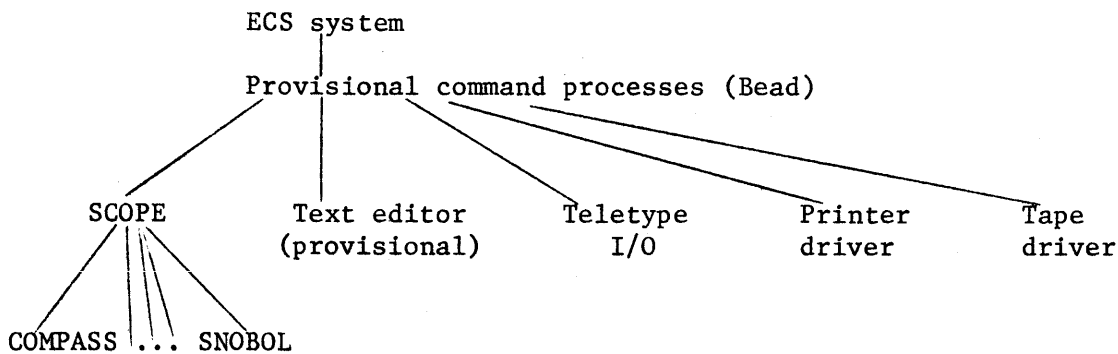 ECS system
Provisional command processes (Bead)
SCOPE Text editor Teletype Printer Tape
(provisional) I/O driver driver
COMPASS ... SNOBOL